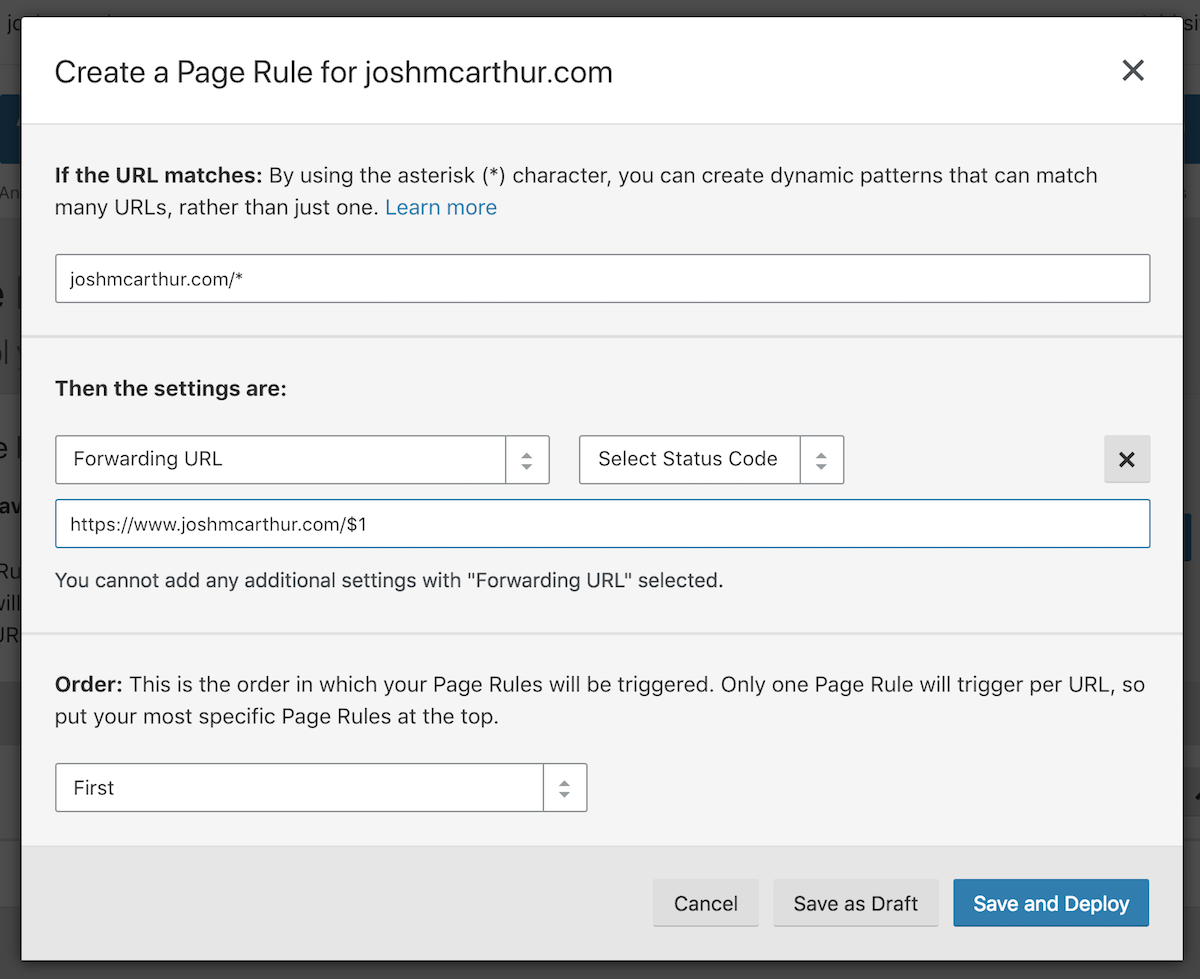 Create a Page Rule for joshmcarthur.com
If the URL matches: By using the asterisk (*) character, you can create dynamic patterns that can match
many URLs, rather than just one. Learn more
joshmcarthur.com/*
Then the settings are:
Forwarding URL
Select Status Code
https://www.joshmcarthur.com/$1
You cannot add any additional settings with "Forwarding URL" selected.
Order: This is the order in which your Page Rules will be triggered. Only one Page Rule will trigger per URL, so
put your most specific Page Rules at the top.
First
Cancel
Save as Draft
Save and Deploy